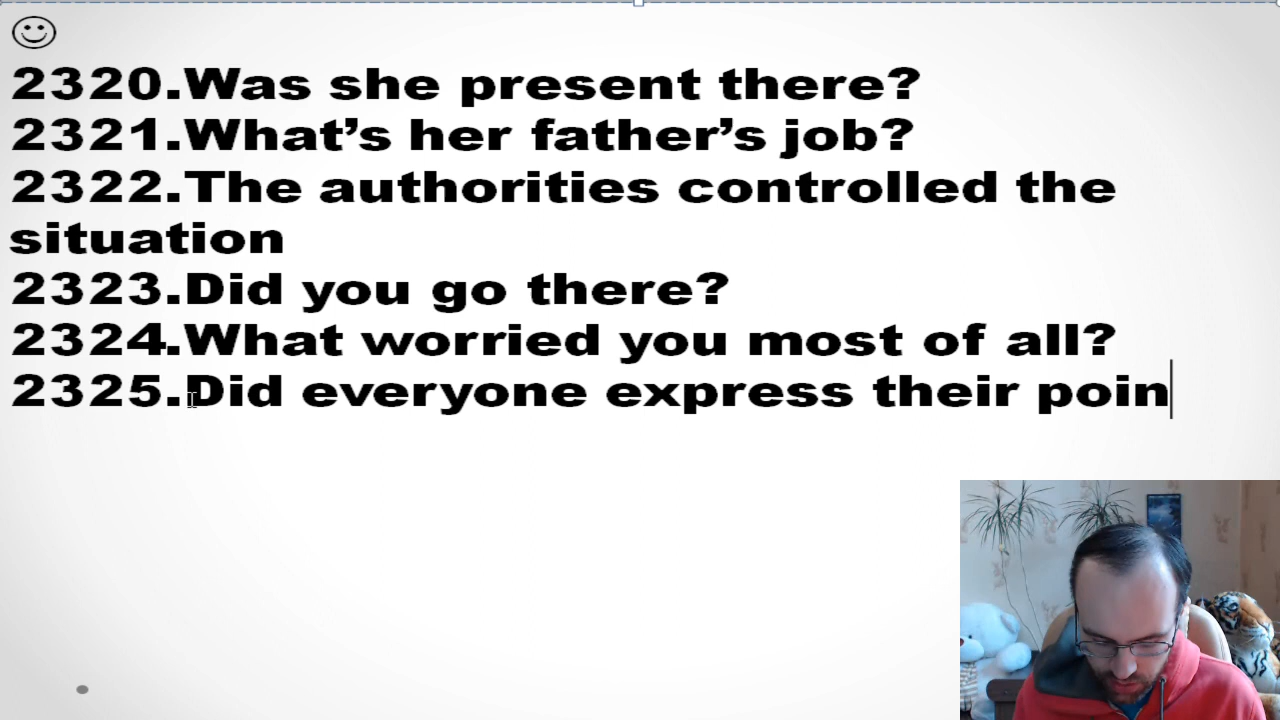 2320.Was she present there?
2321.What’s her father’s job?
2322.The authorities controlled the
situation
2323.Did you go there?
2324.What worried you most of all?
2325.Did everyone express their poin